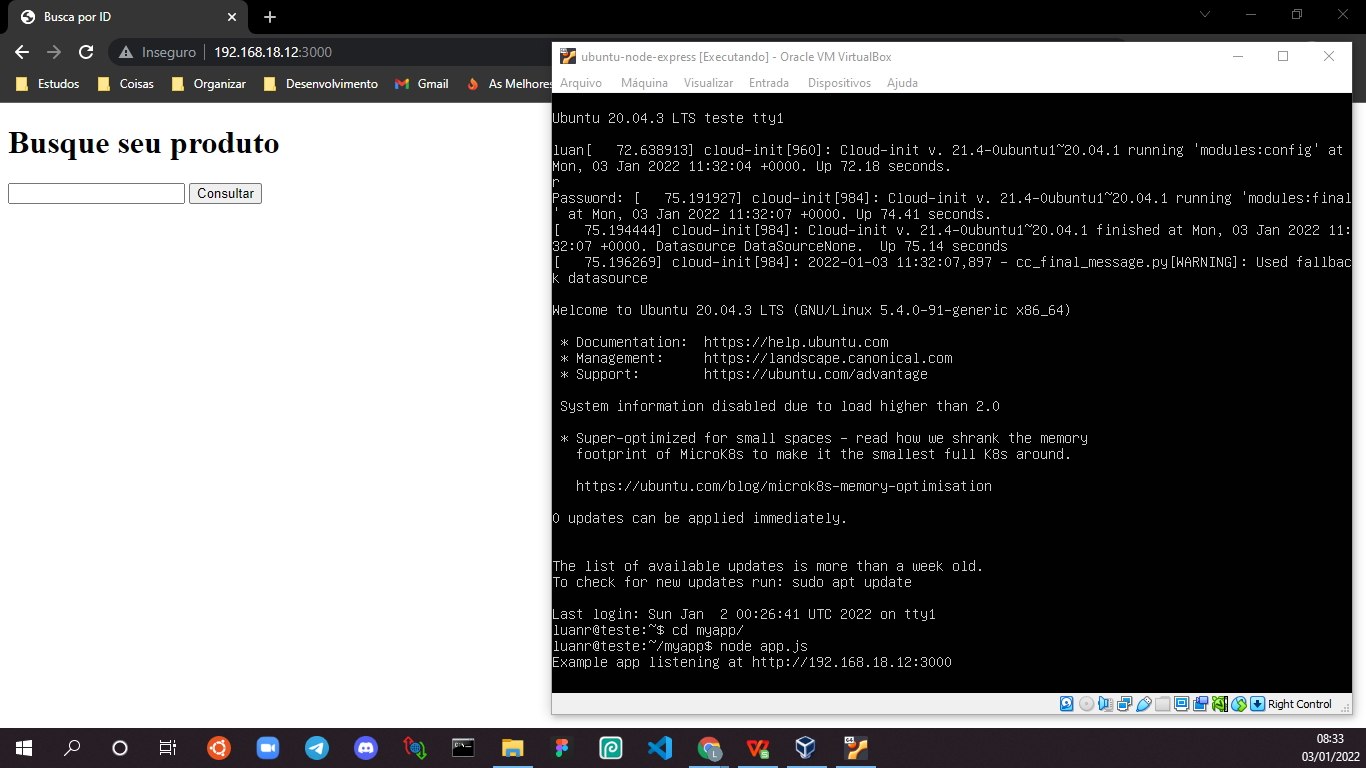 Busca por ID
Inseguro
192.168.18.12:3000
Estudos
Coisas
Organizar
Desenvolvimento
Gmail
As Melhore
Busque seu produto
Consultar
ubuntu-node-express [Executando] - Oracle VM VirtualBox
Arquivo Máquina Visualizar Entrada Dispositivos Ajuda
Ubuntu 20.04.3 LTS teste tty1
luan[   72.638913] cloud-init[960]: Cloud-init v. 21.4-0ubuntu1~20.04.1 running 'modules:config' at
Mon, 03 Jan 2022 11:32:04 +0000. Up 72.18 seconds.
r
Password: [   75.191927] cloud-init[984]: Cloud-init v. 21.4-0ubuntu1~20.04.1 running 'modules:final
' at Mon, 03 Jan 2022 11:32:07 +0000. Up 74.41 seconds.
[   75.194444] cloud-init[984]: Cloud-init v. 21.4-0ubuntu1~20.04.1 finished at Mon, 03 Jan 2022 11:
32:07 +0000. Datasource DataSourceNone.  Up 75.14 seconds
[   75.196269] cloud-init[984]: 2022-01-03 11:32:07,897 - cc_final_message.py[WARNING]: Used fallbac
k datasource
Welcome to Ubuntu 20.04.3 LTS (GNU/Linux 5.4.0-91-generic x86_64)
* Documentation:  https://help.ubuntu.com
* Management:     https://landscape.canonical.com
* Support:        https://ubuntu.com/advantage
System information disabled due to load higher than 2.0
* Super-optimized for small spaces - read how we shrank the memory
footprint of MicroK8s to make it the smallest full K8s around.
https://ubuntu.com/blog/microk8s-memory-optimisation
0 updates can be applied immediately.
The list of available updates is more than a week old.
To check for new updates run: sudo apt update
Last login: Sun Jan  2 00:26:41 UTC 2022 on tty1
luanr@teste:~$ cd myapp/
luanr@teste:~/myapp$ node app.js
Example app listening at http://192.168.18.12:3000
Right Control
08:33
03/01/2022